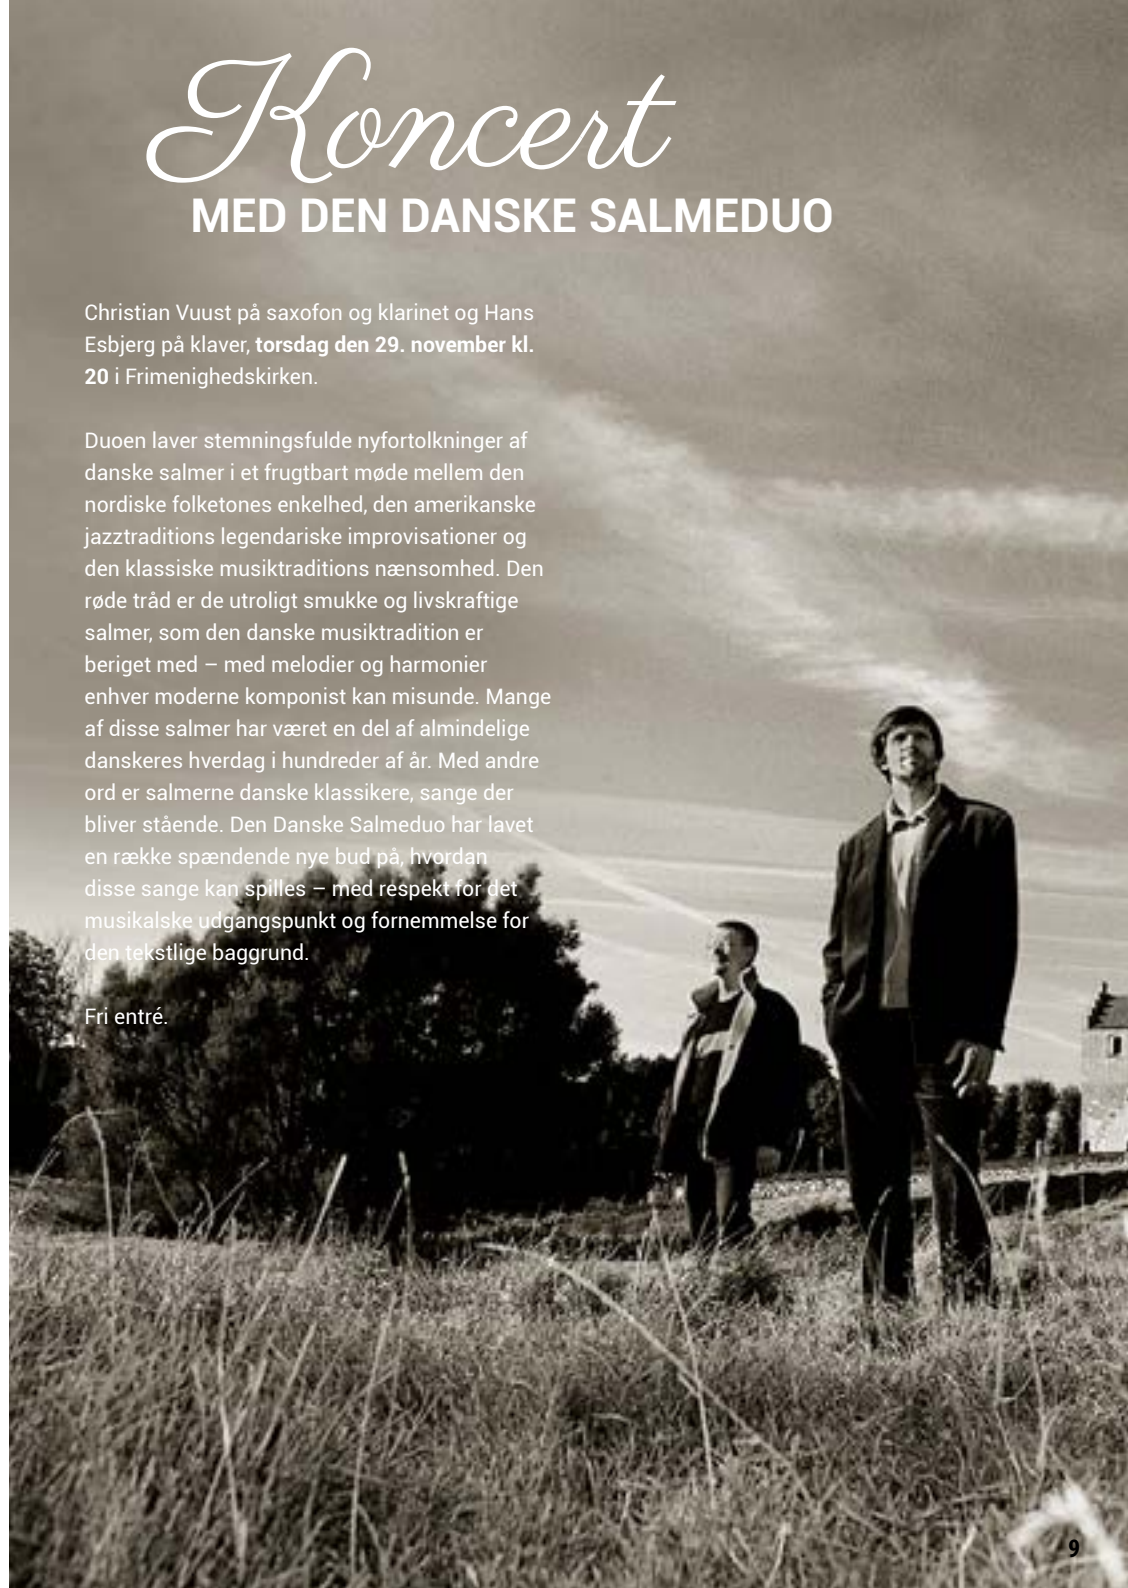 Koncert
MED DEN DANSKE SALMEDUO
Christian Vuust på saxofon og klarinet og Hans
Esbjerg på klaver, torsdag den 29. november kl.
20 i Frimenighedskirken.
Duoen laver stemningsfulde nyfortolkninger af
danske salmer i et frugtbart møde mellem den
nordiske folketones enkelhed, den amerikanske
jazztraditions legendariske improvisationer og
den klassiske musiktraditions nænsomhed. Den
røde tråd er de utroligt smukke og livskraftige
salmer, som den danske musiktradition er
beriget med – med melodier og harmonier
enhver moderne komponist kan misunde. Mange
af disse salmer har været en del af almindelige
danskeres hverdag i hundreder af år. Med andre
ord er salmerne danske klassikere, sange der
bliver stående. Den Danske Salmeduo har lavet
en række spændende nye bud på, hvordan
disse sange kan spilles – med respekt for det
musikalske udgangspunkt og fornemmelse for
den tekstlige baggrund.
Fri entré.
9